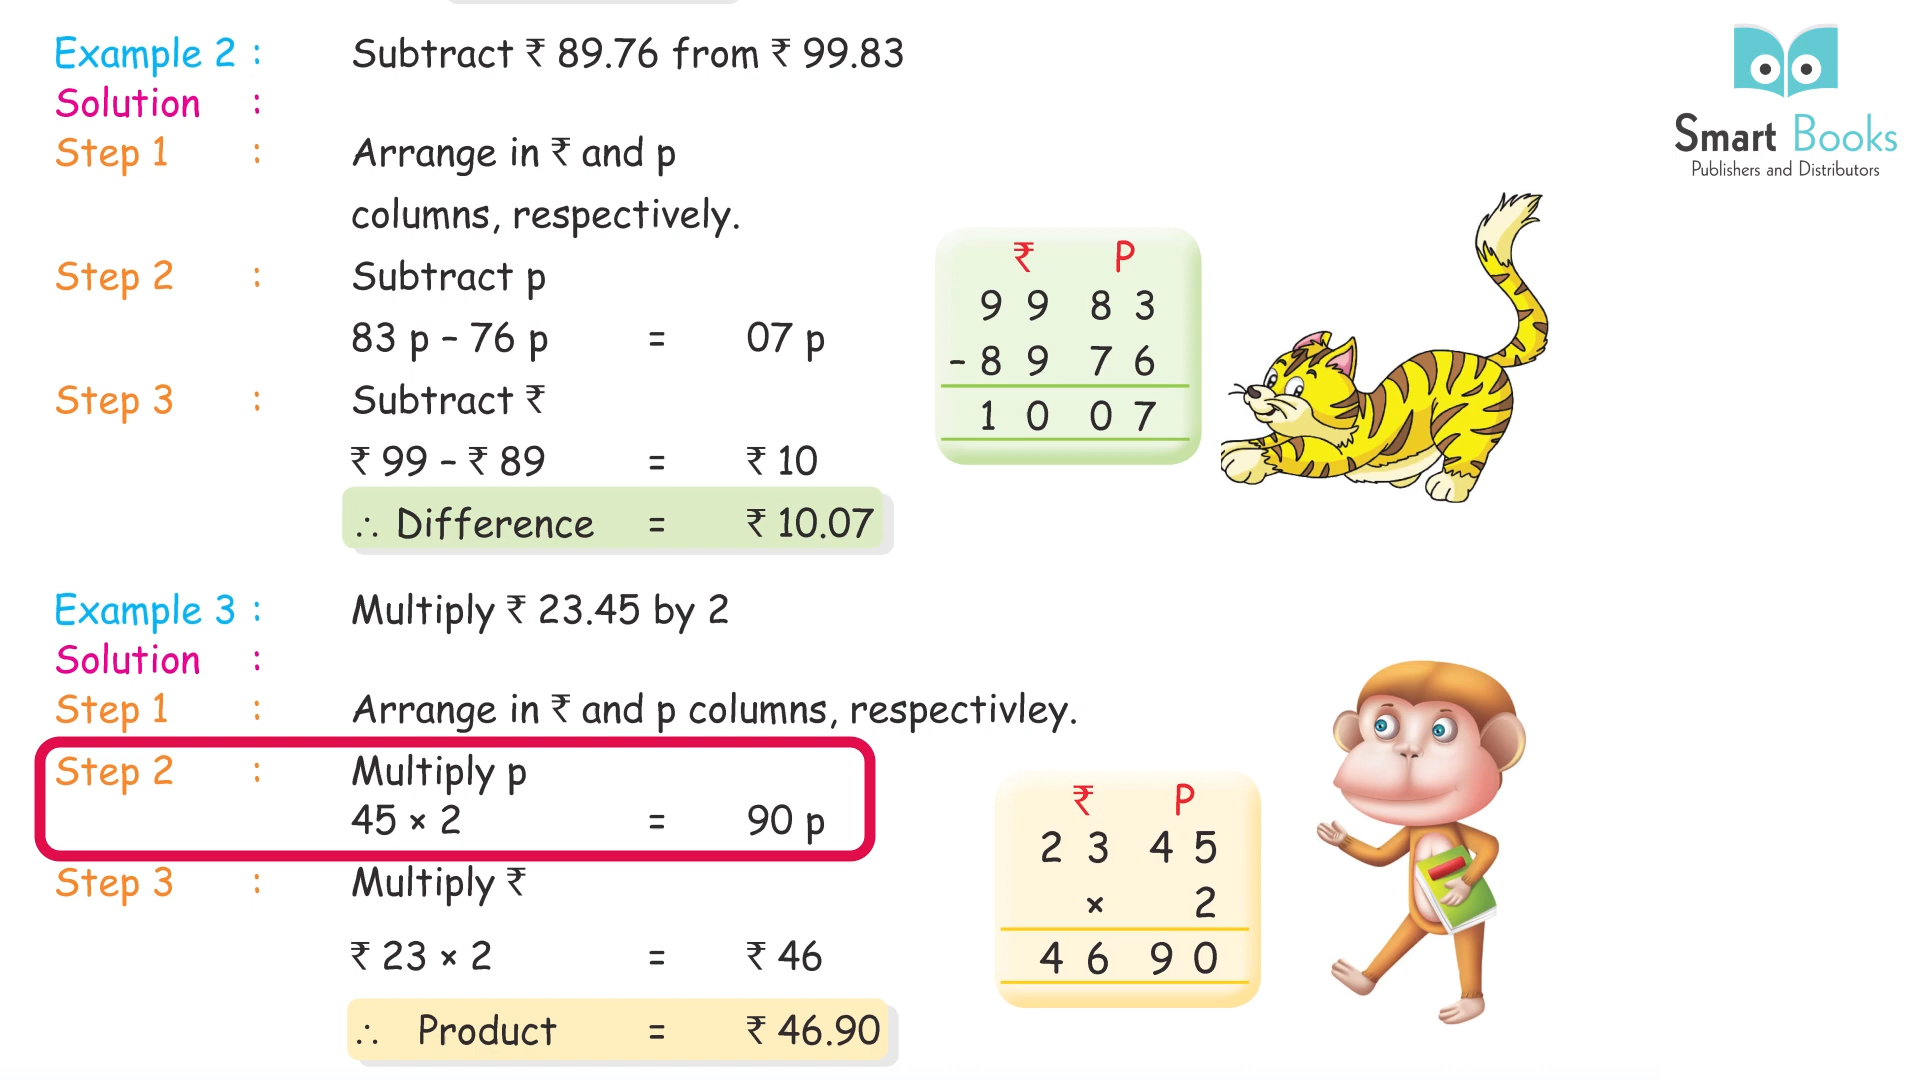 Example 2 : Subtract ₹ 89.76 from ₹ 99.83
Solution :
Step 1 : Arrange in ₹ and p
columns, respectively.
Step 2 : Subtract p
83 p – 76 p = 07 p
Step 3 : Subtract ₹
₹ 99 – ₹ 89 = ₹ 10
∴ Difference = ₹ 10.07
₹ P
9 9 8 3
– 8 9 7 6
1 0 0 7
Smart Books
Publishers and Distributors
Example 3 : Multiply ₹ 23.45 by 2
Solution :
Step 1 : Arrange in ₹ and p columns, respectivley.
Step 2 : Multiply p
45 × 2 = 90 p
Step 3 : Multiply ₹
₹ 23 × 2 = ₹ 46
∴ Product = ₹ 46.90
₹ P
2 3 4 5
× 2
4 6 9 0